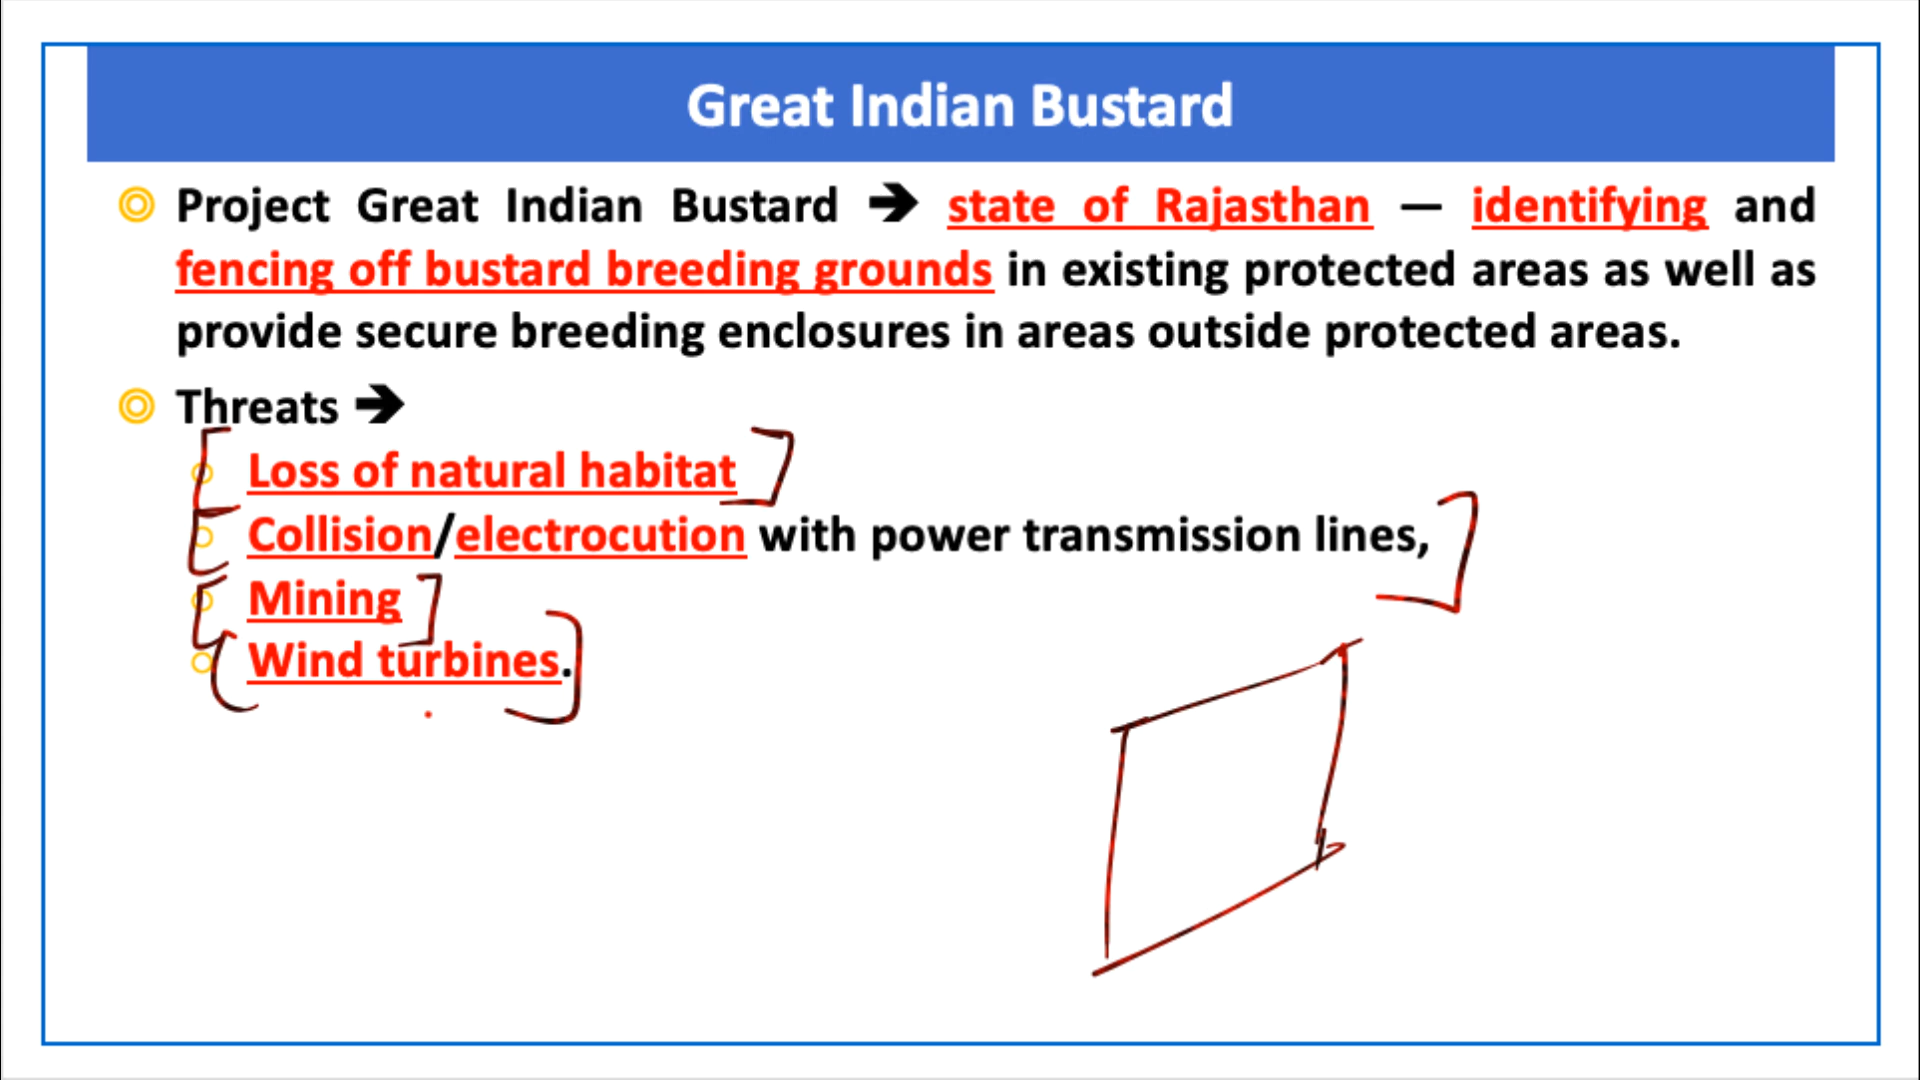 Great Indian Bustard
Project Great Indian Bustard ➔ state of Rajasthan — identifying and
fencing off bustard breeding grounds in existing protected areas as well as
provide secure breeding enclosures in areas outside protected areas.
Threats ➔
Loss of natural habitat
Collision/electrocution with power transmission lines,
Mining
Wind turbines.